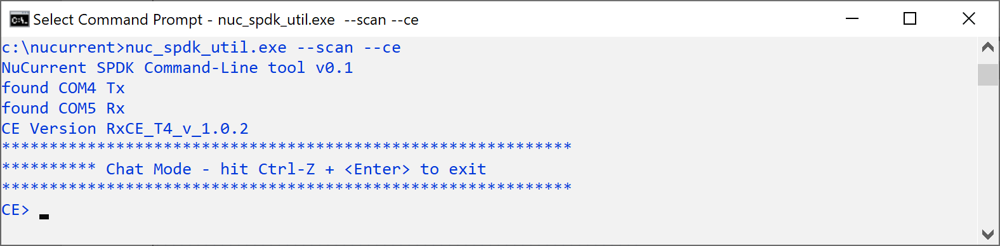 Select Command Prompt - nuc_spdk_util.exe  --scan --ce
c:\nucurrent>nuc_spdk_util.exe --scan --ce
NuCurrent SPDK Command-Line tool v0.1
found COM4 Tx
found COM5 Rx
CE Version RxCE_T4_v_1.0.2
************************************************************
********** Chat Mode - hit Ctrl-Z + <Enter> to exit
************************************************************
CE>